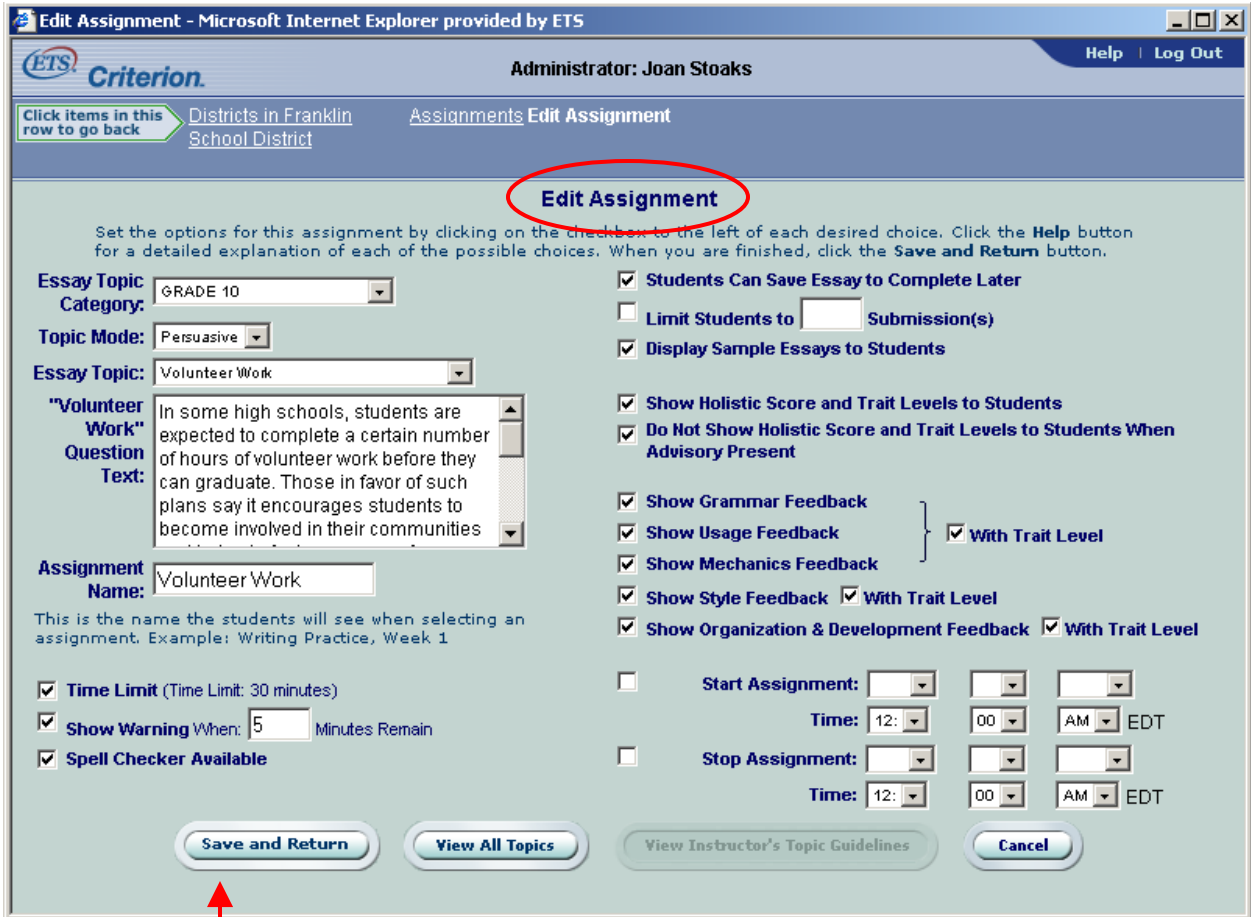 Edit Assignment - Microsoft Internet Explorer provided by ETS
ETS Criterion.
Administrator: Joan Stoaks
Help | Log Out
Click items in this
row to go back
Districts in Franklin
School District
Assignments Edit Assignment
Edit Assignment
Set the options for this assignment by clicking on the checkbox to the left of each desired choice. Click the Help button
for a detailed explanation of each of the possible choices. When you are finished, click the Save and Return button.
Essay Topic
Category:
GRADE 10
Topic Mode: Persuasive
Essay Topic: Volunteer Work
"Volunteer
Work"
Question
Text:
In some high schools, students are
expected to complete a certain number
of hours of volunteer work before they
can graduate. Those in favor of such
plans say it encourages students to
become involved in their communities
Assignment
Name:
Volunteer Work
This is the name the students will see when selecting an
assignment. Example: Writing Practice, Week 1
Time Limit (Time Limit: 30 minutes)
Show Warning When: 5 Minutes Remain
Spell Checker Available
Students Can Save Essay to Complete Later
Limit Students to Submission(s)
Display Sample Essays to Students
Show Holistic Score and Trait Levels to Students
Do Not Show Holistic Score and Trait Levels to Students When
Advisory Present
Show Grammar Feedback
Show Usage Feedback
With Trait Level
Show Mechanics Feedback
Show Style Feedback With Trait Level
Show Organization & Development Feedback With Trait Level
Start Assignment:
Time: 12: 00 AM EDT
Stop Assignment:
Time: 12: 00 AM EDT
Save and Return
View All Topics
View Instructor's Topic Guidelines
Cancel